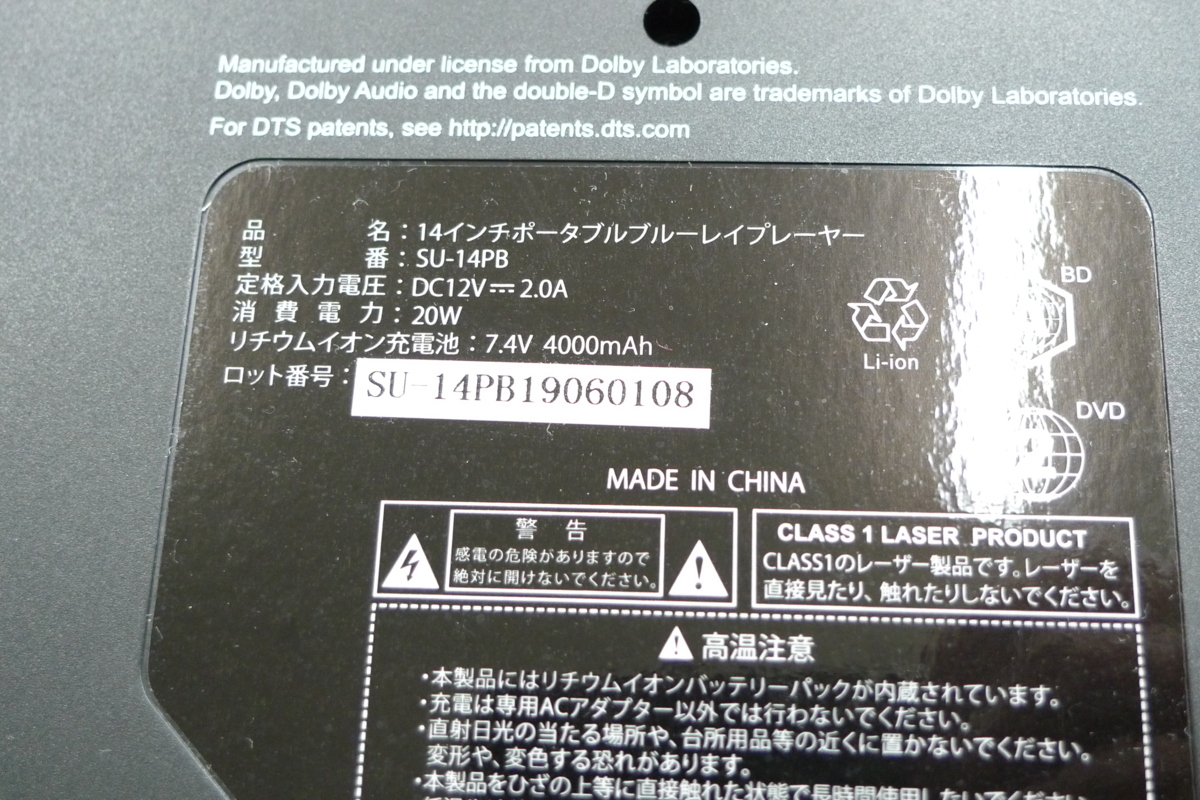 Manufactured under license from Dolby Laboratories.
Dolby, Dolby Audio and the double-D symbol are trademarks of Dolby Laboratories.
For DTS patents, see http://patents.dts.com
品 名：14インチポータブルブルーレイプレーヤー
型 番：SU-14PB
定格入力電圧：DC12V⎓2.0A
消 費 電 力：20W
リチウムイオン充電池：7.4V 4000mAh
ロット番号：SU-14PB19060108
Li-ion
BD
2
DVD
MADE IN CHINA
警 告
感電の危険がありますので
絶対に開けないでください。
CLASS 1 LASER PRODUCT
CLASS1のレーザー製品です。レーザーを
直接見たり、触れたりしないでください。
高温注意
・本製品にはリチウムイオンバッテリーパックが内蔵されています。
・充電は専用ACアダプター以外では行わないでください。
・直射日光の当たる場所や、台所用品等の近くに置かないでください。
変形や、変色する恐れがあります。
・本製品をひざの上等に直接触れた状態で長時間使用しないでください